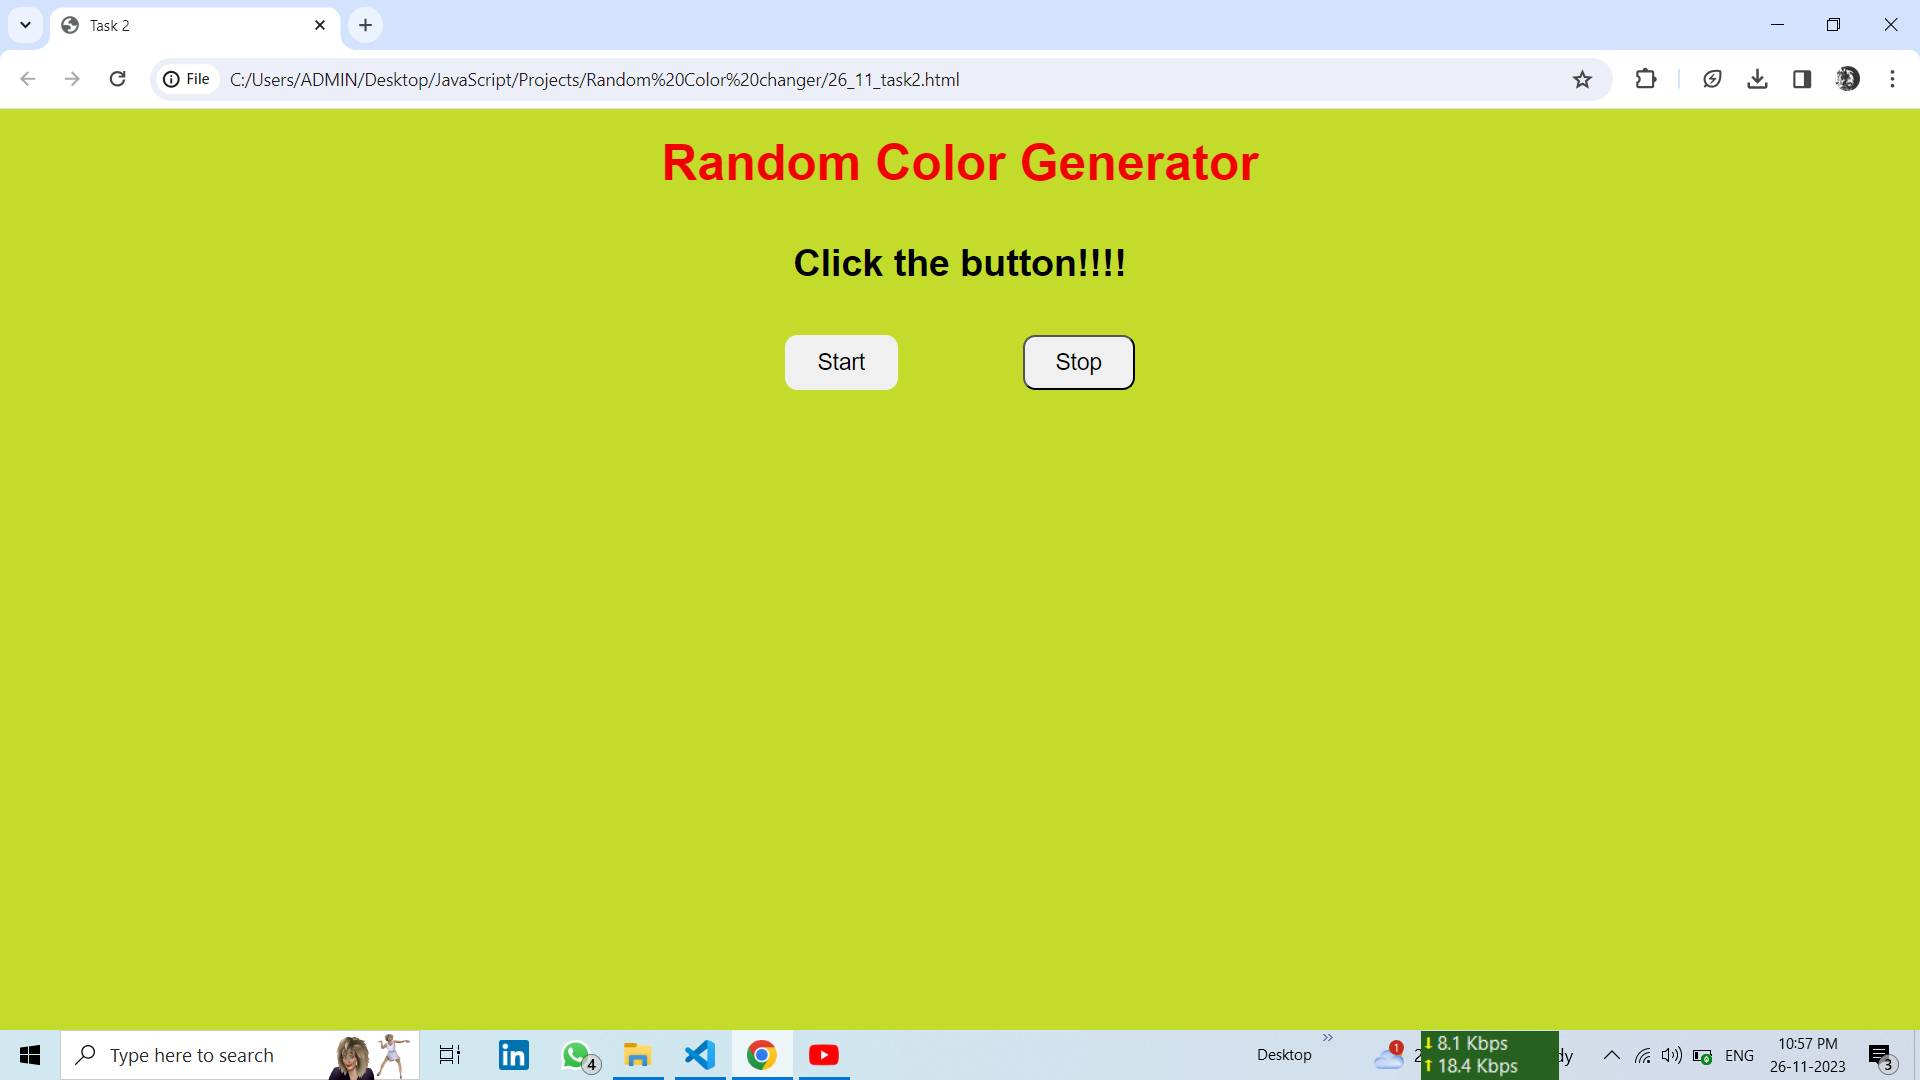 Task 2
File C:/Users/ADMIN/Desktop/JavaScript/Projects/Random%20Color%20changer/26_11_task2.html
Random Color Generator
Click the button!!!!
Start Stop
Type here to search
4
Desktop
1
8.1 Kbps
18.4 Kbps
ENG
10:57 PM
26-11-2023
3